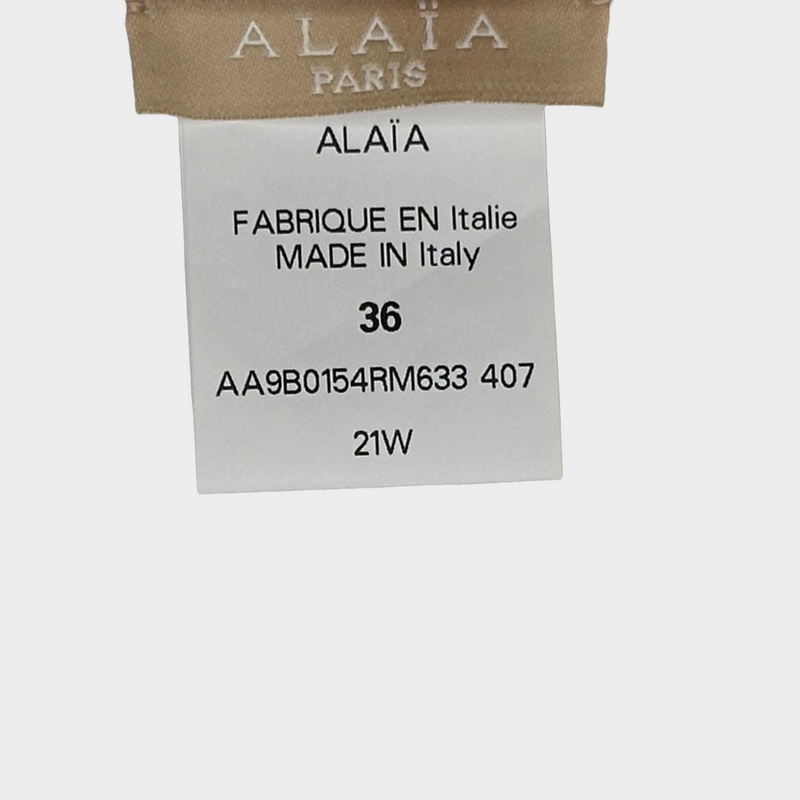 ALAÏA
PARIS
ALAÏA
FABRIQUE EN Italie
MADE IN Italy
36
AA9B0154RM633 407
21W